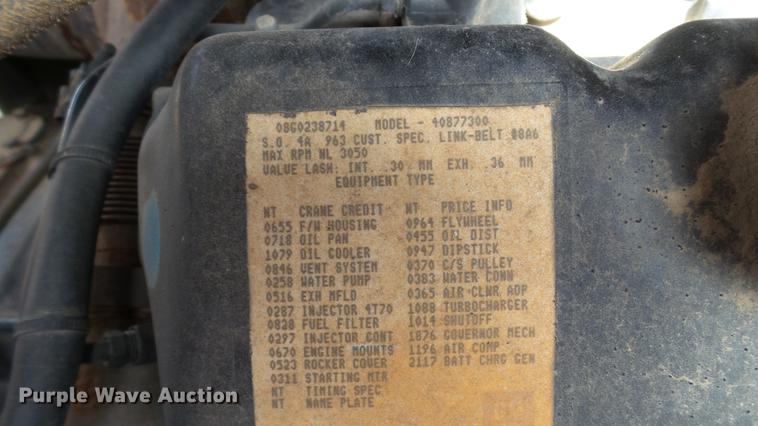 08G0238714 MODEL - 40877300
S.O. 4A 963 CUST. SPEC. LINK-BELT 08A6
MAX RPM NL 3050
VALUE LASH: INT .30 MM EXH. .36 MM
EQUIPMENT TYPE
NT CRANE CREDIT NT PRICE INFO
0655 F/W HOUSING 0964 FLYWHEEL
0718 OIL PAN 0455 OIL DIST
1079 OIL COOLER 0947 DIPSTICK
0846 VENT SYSTEM 0370 C/S PULLEY
0258 WATER PUMP 0383 WATER CONN
0516 EXH MFLD 0365 AIR CLNR ADP
0287 INJECTOR 4T70 1088 TURBOCHARGER
0828 FUEL FILTER 1014 SHUTOFF
0297 INJECTOR CONT 1876 GOVERNOR MECH
0670 ENGINE MOUNTS 1196 AIR COMP
0523 ROCKER COVER 2117 BATT CHRG GEN
0311 STARTING MTR
NT TIMING SPEC
NT NAME PLATE
Purple Wave Auction